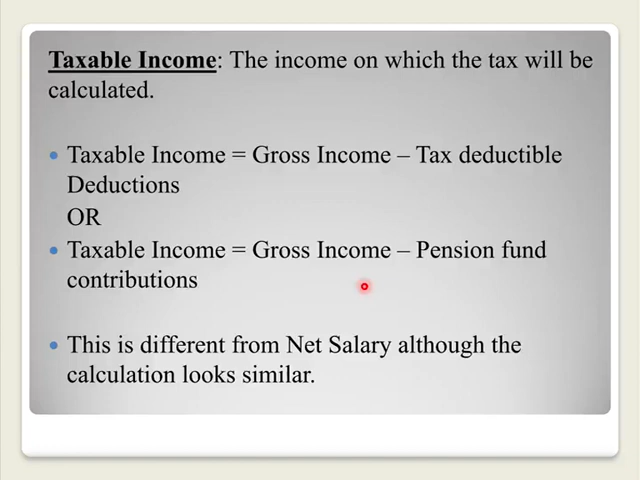 Taxable Income: The income on which the tax will be
calculated.
• Taxable Income = Gross Income – Tax deductible
Deductions
OR
• Taxable Income = Gross Income – Pension fund
contributions
• This is different from Net Salary although the
calculation looks similar.